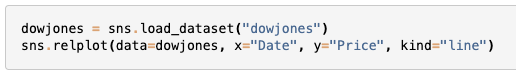 dowjones = sns.load_dataset("dowjones")
sns.relplot(data=dowjones, x="Date", y="Price", kind="line")